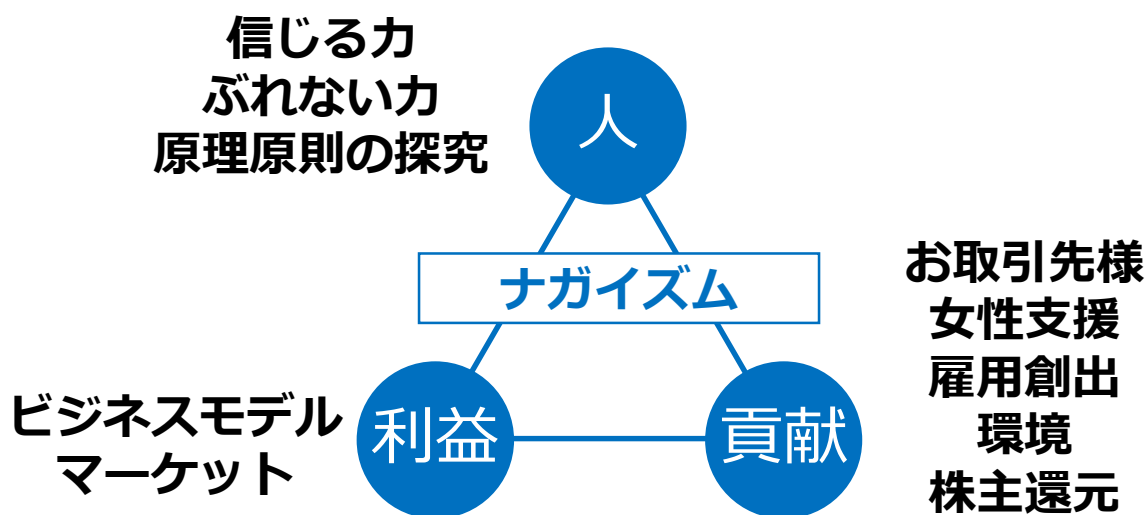 信じる力
ぶれない力
原理原則の探究
人
ナガイズム
お取引先様
女性支援
雇用創出
環境
株主還元
ビジネスモデル
マーケット
利益
貢献